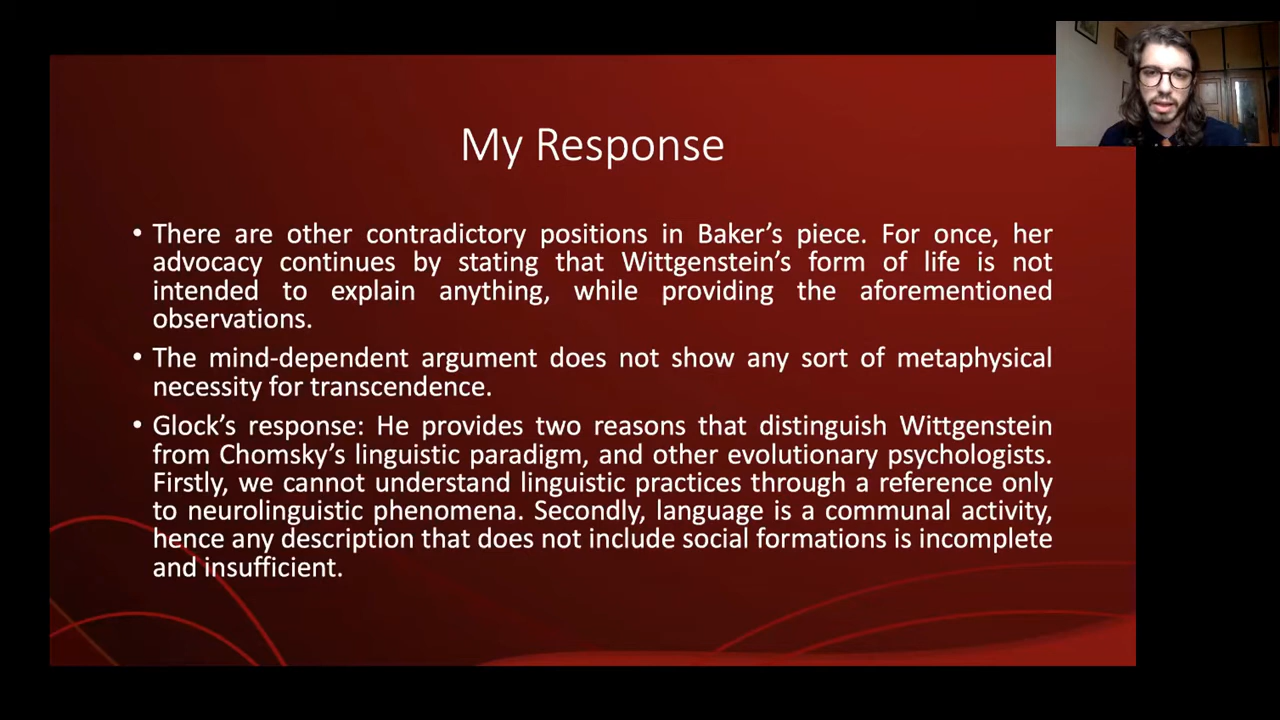 My Response
• There are other contradictory positions in Baker’s piece. For once, her
advocacy continues by stating that Wittgenstein’s form of life is not
intended to explain anything, while providing the aforementioned
observations.
• The mind-dependent argument does not show any sort of metaphysical
necessity for transcendence.
• Glock’s response: He provides two reasons that distinguish Wittgenstein
from Chomsky’s linguistic paradigm, and other evolutionary psychologists.
Firstly, we cannot understand linguistic practices through a reference only
to neurolinguistic phenomena. Secondly, language is a communal activity,
hence any description that does not include social formations is incomplete
and insufficient.